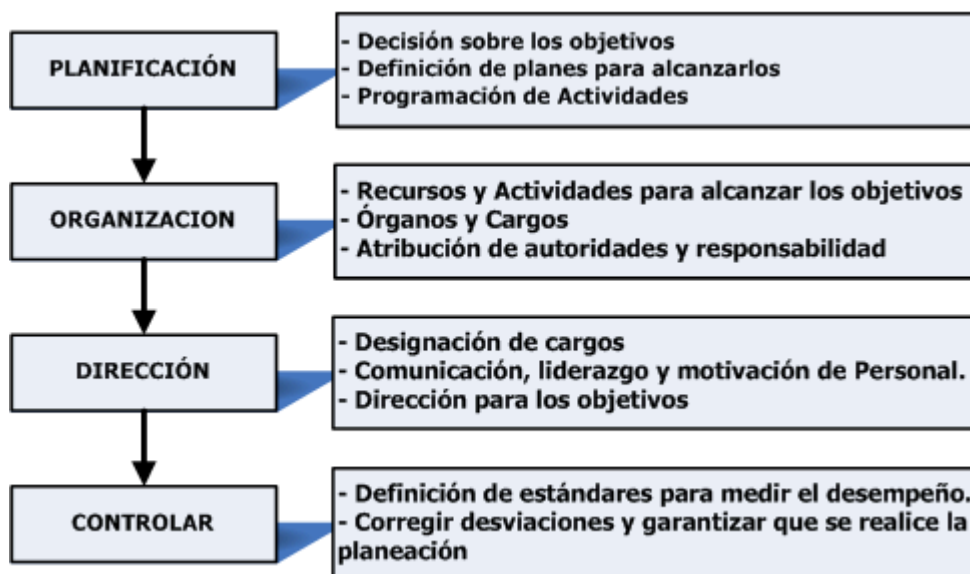 PLANIFICACIÓN
- Decisión sobre los objetivos
- Definición de planes para alcanzarlos
- Programación de Actividades
ORGANIZACION
- Recursos y Actividades para alcanzar los objetivos
- Órganos y Cargos
- Atribución de autoridades y responsabilidad
DIRECCIÓN
- Designación de cargos
- Comunicación, liderazgo y motivación de Personal.
- Dirección para los objetivos
CONTROLAR
- Definición de estándares para medir el desempeño.
- Corregir desviaciones y garantizar que se realice la
planeación